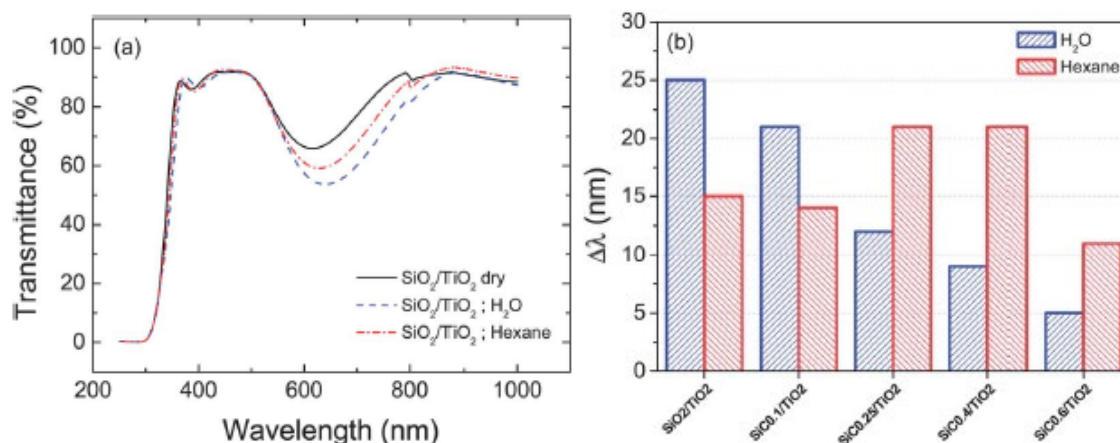 (a)
Transmittance (%)
100
80
60
40
20
0
SiO₂/TiO₂ dry
SiO₂/TiO₂ ; H₂O
SiO₂/TiO₂ ; Hexane
200 400 600 800 1000
Wavelength (nm)
(b)
H₂O
Hexane
Δλ (nm)
30
25
20
15
10
5
0
SiO2/TiO2
SiC0.1/TiO2
SiC0.25/TiO2
SiC0.4/TiO2
SiC0.6/TiO2